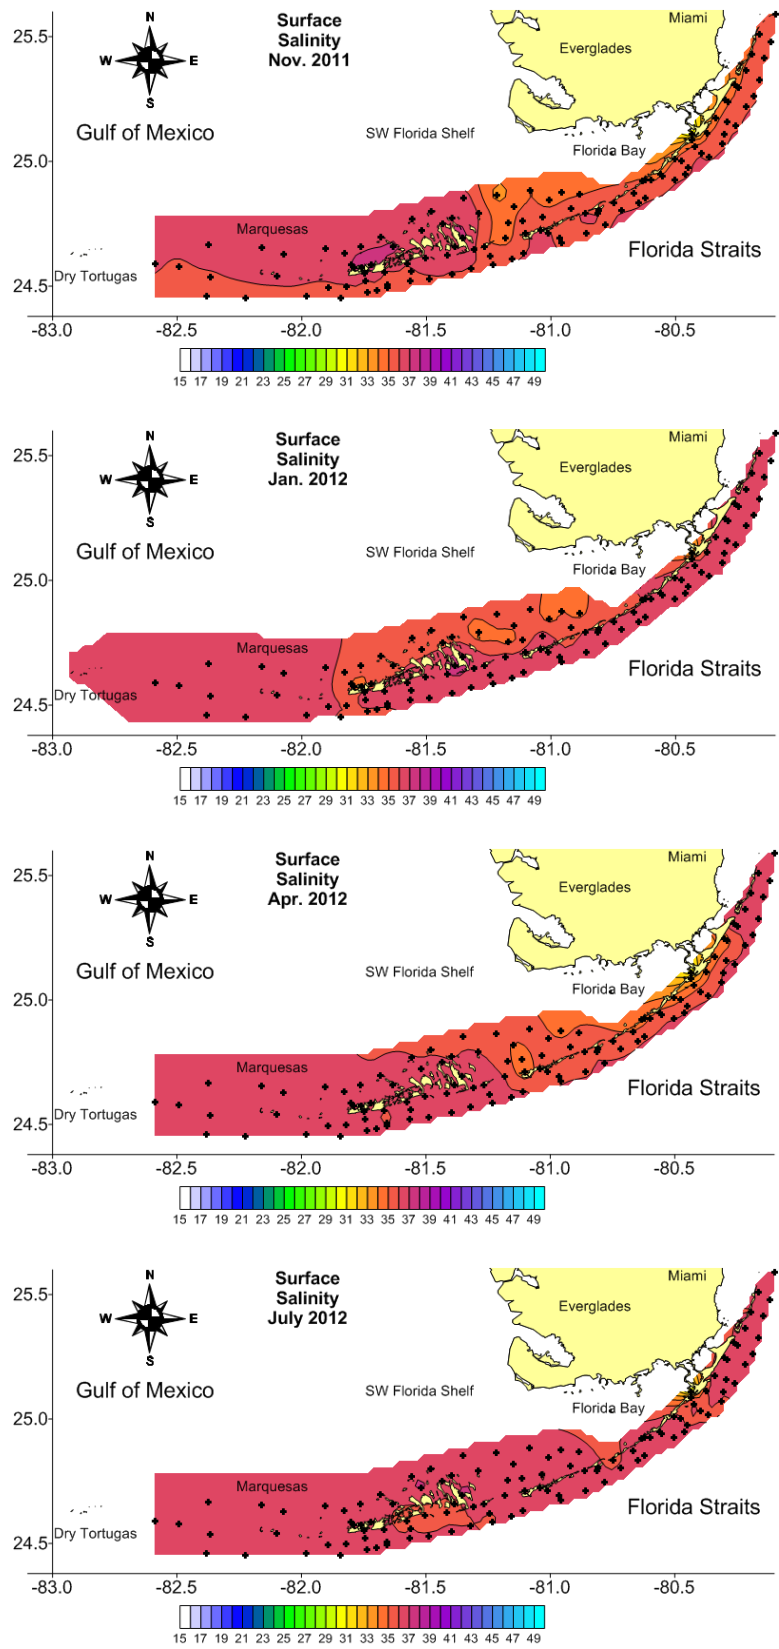 25.5
N
W
E
S
Surface
Salinity
Nov. 2011
Miami
Everglades
Gulf of Mexico
SW Florida Shelf
25.0
Florida Bay
Marquesas
Florida Straits
Dry Tortugas
24.5
-83.0 -82.5 -82.0 -81.5 -81.0 -80.5
15 17 19 21 23 25 27 29 31 33 35 37 39 41 43 45 47 49
25.5
N
W
E
S
Surface
Salinity
Jan. 2012
Miami
Everglades
Gulf of Mexico
SW Florida Shelf
25.0
Florida Bay
Marquesas
Florida Straits
Dry Tortugas
24.5
-83.0 -82.5 -82.0 -81.5 -81.0 -80.5
15 17 19 21 23 25 27 29 31 33 35 37 39 41 43 45 47 49
25.5
N
W
E
S
Surface
Salinity
Apr. 2012
Miami
Everglades
Gulf of Mexico
SW Florida Shelf
25.0
Florida Bay
Marquesas
Florida Straits
Dry Tortugas
24.5
-83.0 -82.5 -82.0 -81.5 -81.0 -80.5
15 17 19 21 23 25 27 29 31 33 35 37 39 41 43 45 47 49
25.5
N
W
E
S
Surface
Salinity
July 2012
Miami
Everglades
Gulf of Mexico
SW Florida Shelf
25.0
Florida Bay
Marquesas
Florida Straits
Dry Tortugas
24.5
-83.0 -82.5 -82.0 -81.5 -81.0 -80.5
15 17 19 21 23 25 27 29 31 33 35 37 39 41 43 45 47 49